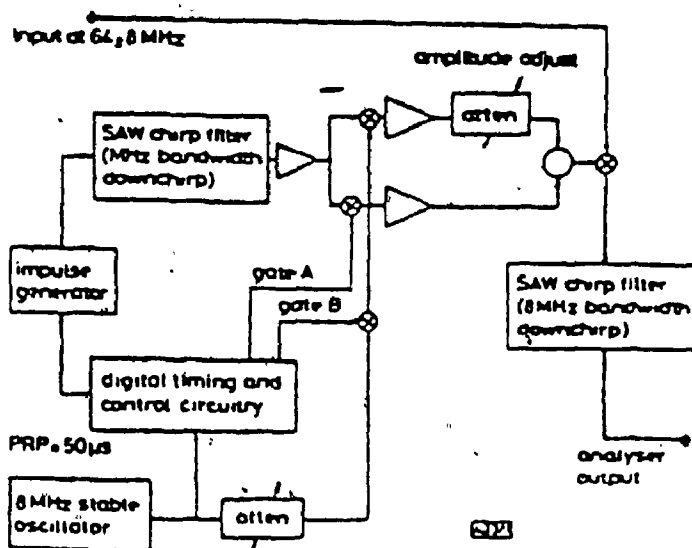 Input at 64±8 MHz
amplitude adjust
SAW chirp filter
(MHz bandwidth
downchirp)
atten
impulse
generator
gate A
gate B
SAW chirp filter
(8MHz bandwidth
downchirp)
digital timing and
control circuitry
PRP = 50µs
analyser
output
8 MHz stable
oscillator
atten